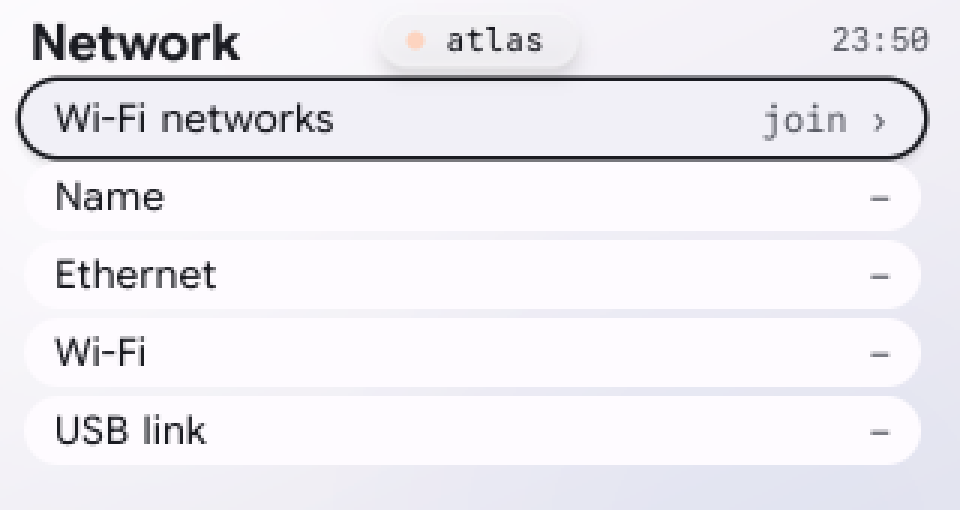 Network atlas 23:50
Wi-Fi networks join ›
Name –
Ethernet –
Wi-Fi –
USB link –